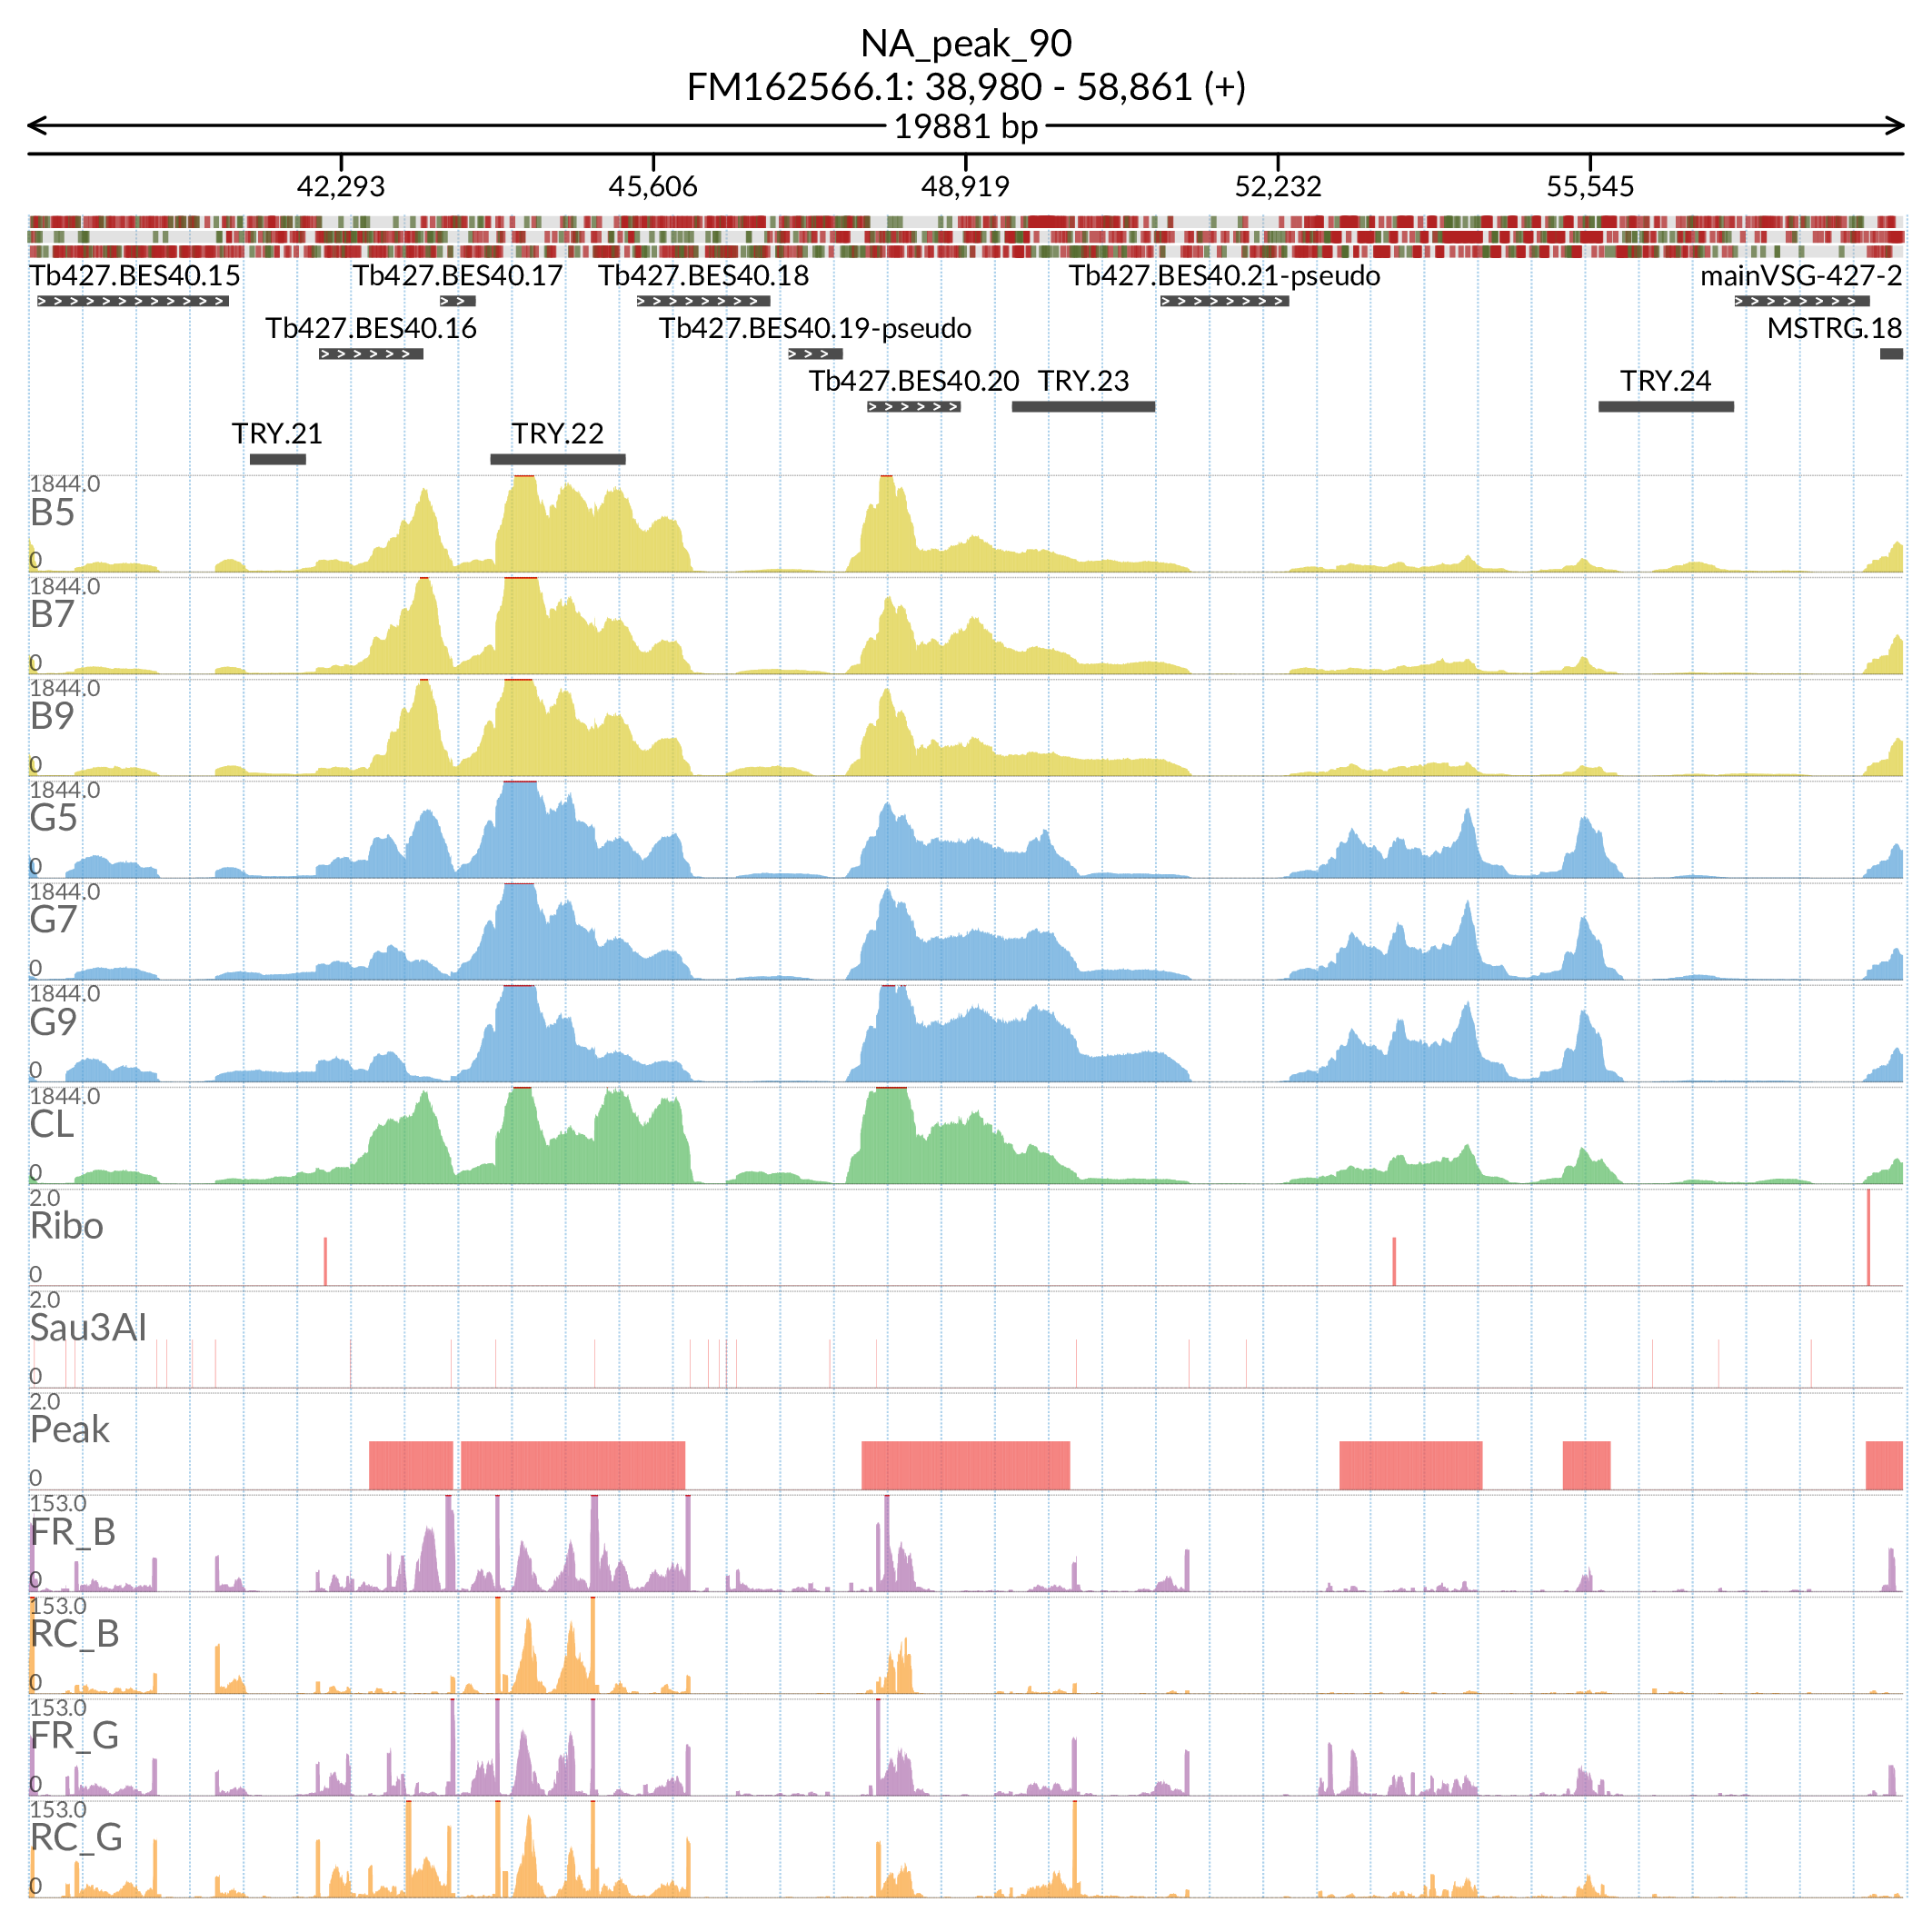 NA_peak_90
FM162566.1: 38,980 - 58,861 (+)
19881 bp
42,293 45,606 48,919 52,232 55,545
Tb427.BES40.15 Tb427.BES40.17 Tb427.BES40.18 Tb427.BES40.21-pseudo mainVSG-427-2
Tb427.BES40.16 Tb427.BES40.19-pseudo MSTRG.18
Tb427.BES40.20 TRY.23 TRY.24
TRY.21 TRY.22
1844.0
B5
0
1844.0
B7
0
1844.0
B9
0
1844.0
G5
0
1844.0
G7
0
1844.0
G9
0
1844.0
CL
0
2.0
Ribo
0
2.0
Sau3AI
0
2.0
Peak
0
153.0
FR_B
0
153.0
RC_B
0
153.0
FR_G
0
153.0
RC_G
0